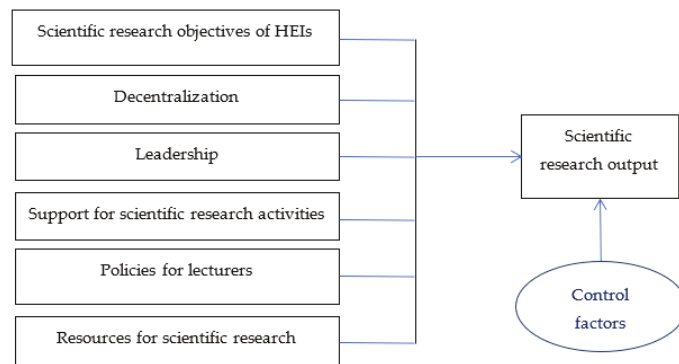 Scientific research objectives of HEIs
Decentralization
Leadership
Support for scientific research activities
Policies for lecturers
Resources for scientific research
Scientific
research output
Control
factors